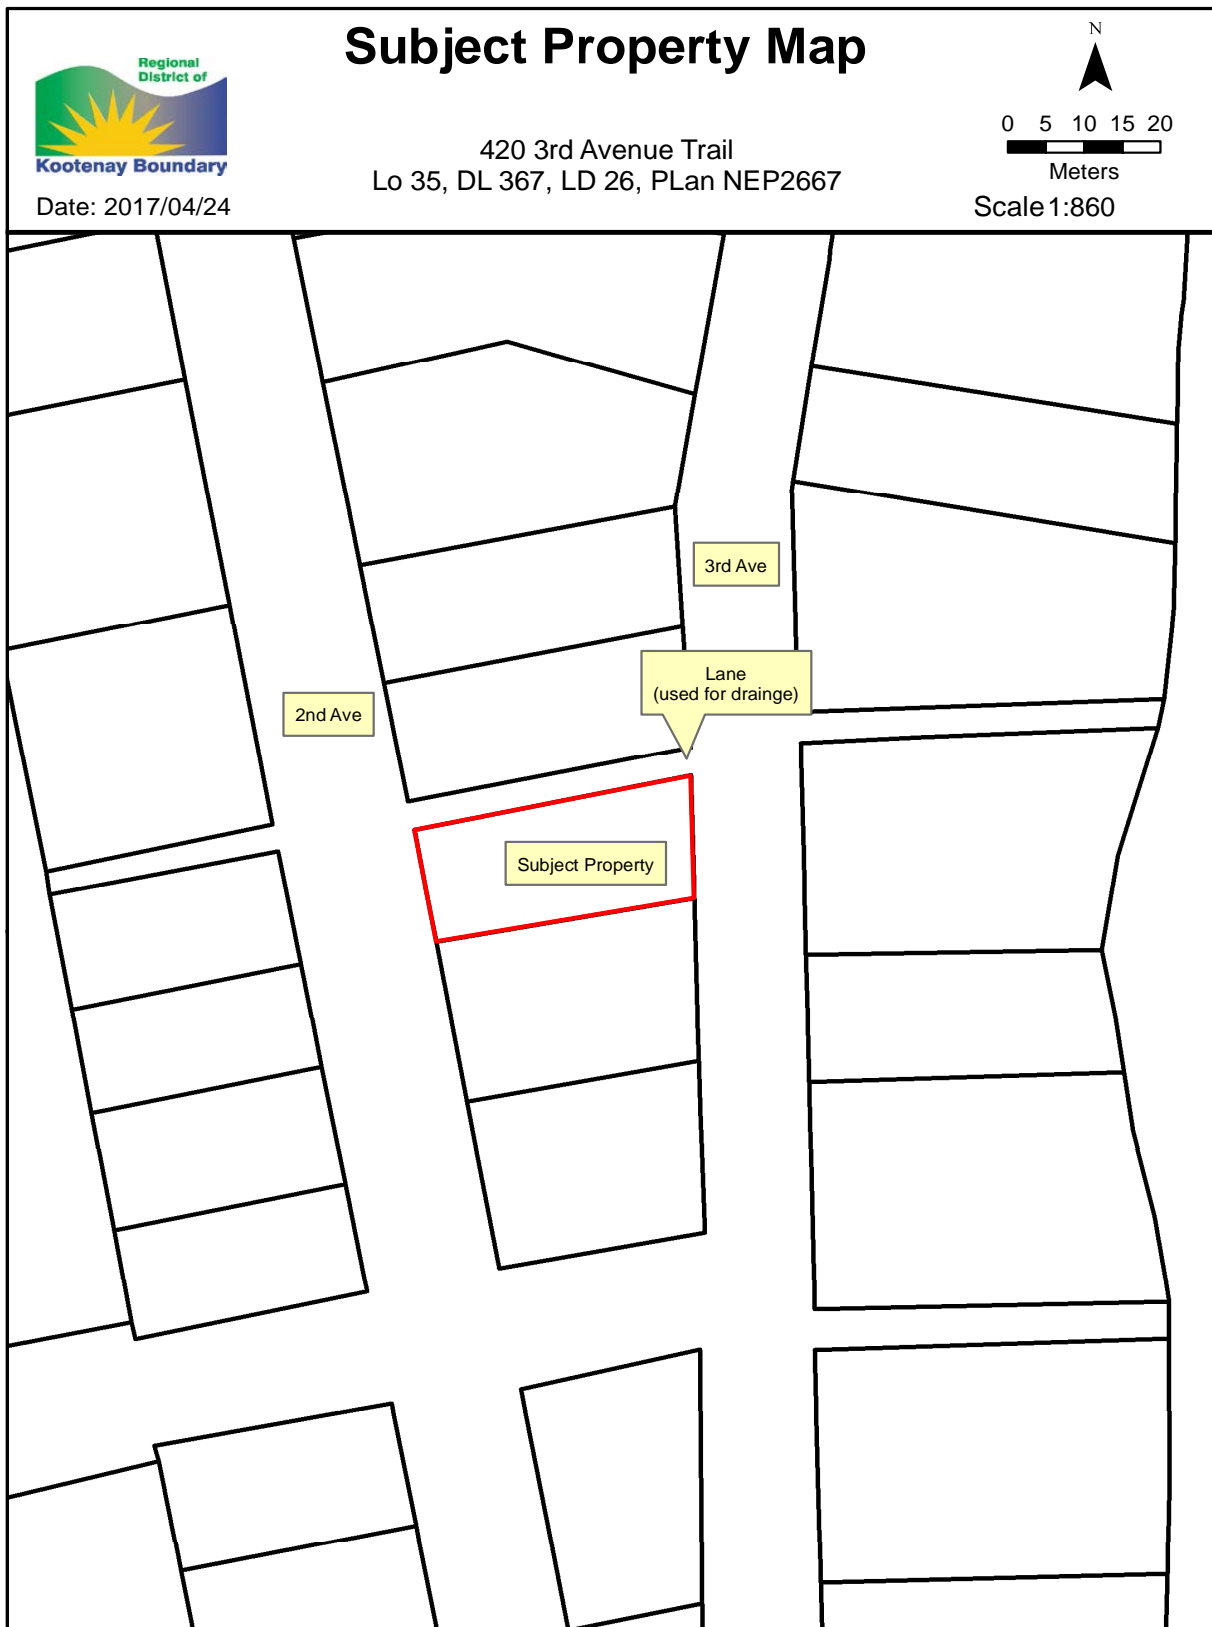 Subject Property Map
Regional
District of
Kootenay Boundary
Date: 2017/04/24
420 3rd Avenue Trail
Lo 35, DL 367, LD 26, PLan NEP2667
N
0 5 10 15 20
Meters
Scale 1:860
3rd Ave
Lane
(used for drainge)
2nd Ave
Subject Property